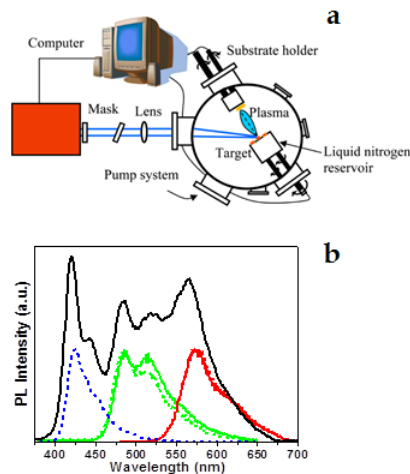 a
Computer
Substrate holder
Mask
Lens
Plasma
Target
Liquid nitrogen
reservoir
Pump system
b
PL Intensity (a.u.)
400 450 500 550 600 650 700
Wavelength (nm)